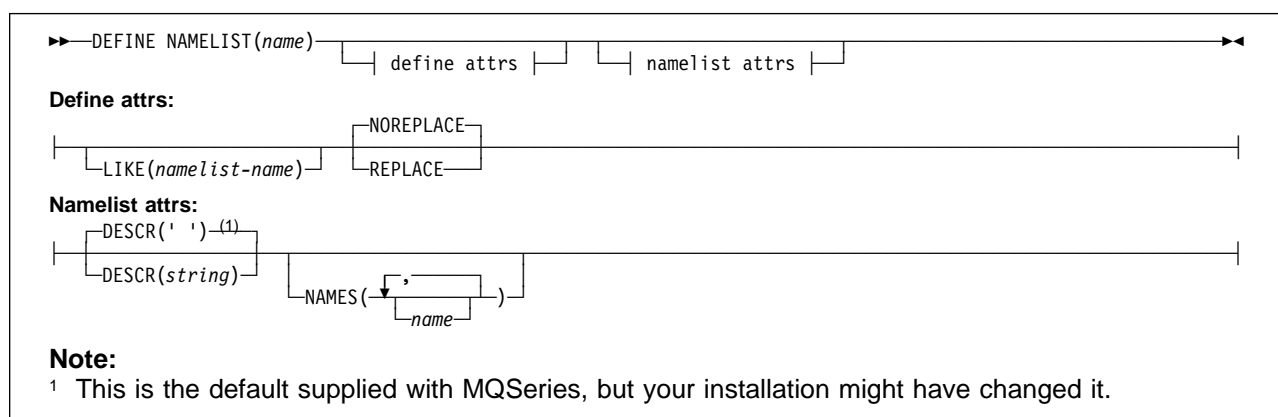 DEFINE NAMELIST(name)
define attrs
namelist attrs
Define attrs:
LIKE(namelist-name)
NOREPLACE
REPLACE
Namelist attrs:
DESCR(' ') (1)
DESCR(string)
NAMES( , name )
Note:
1 This is the default supplied with MQSeries, but your installation might have changed it.